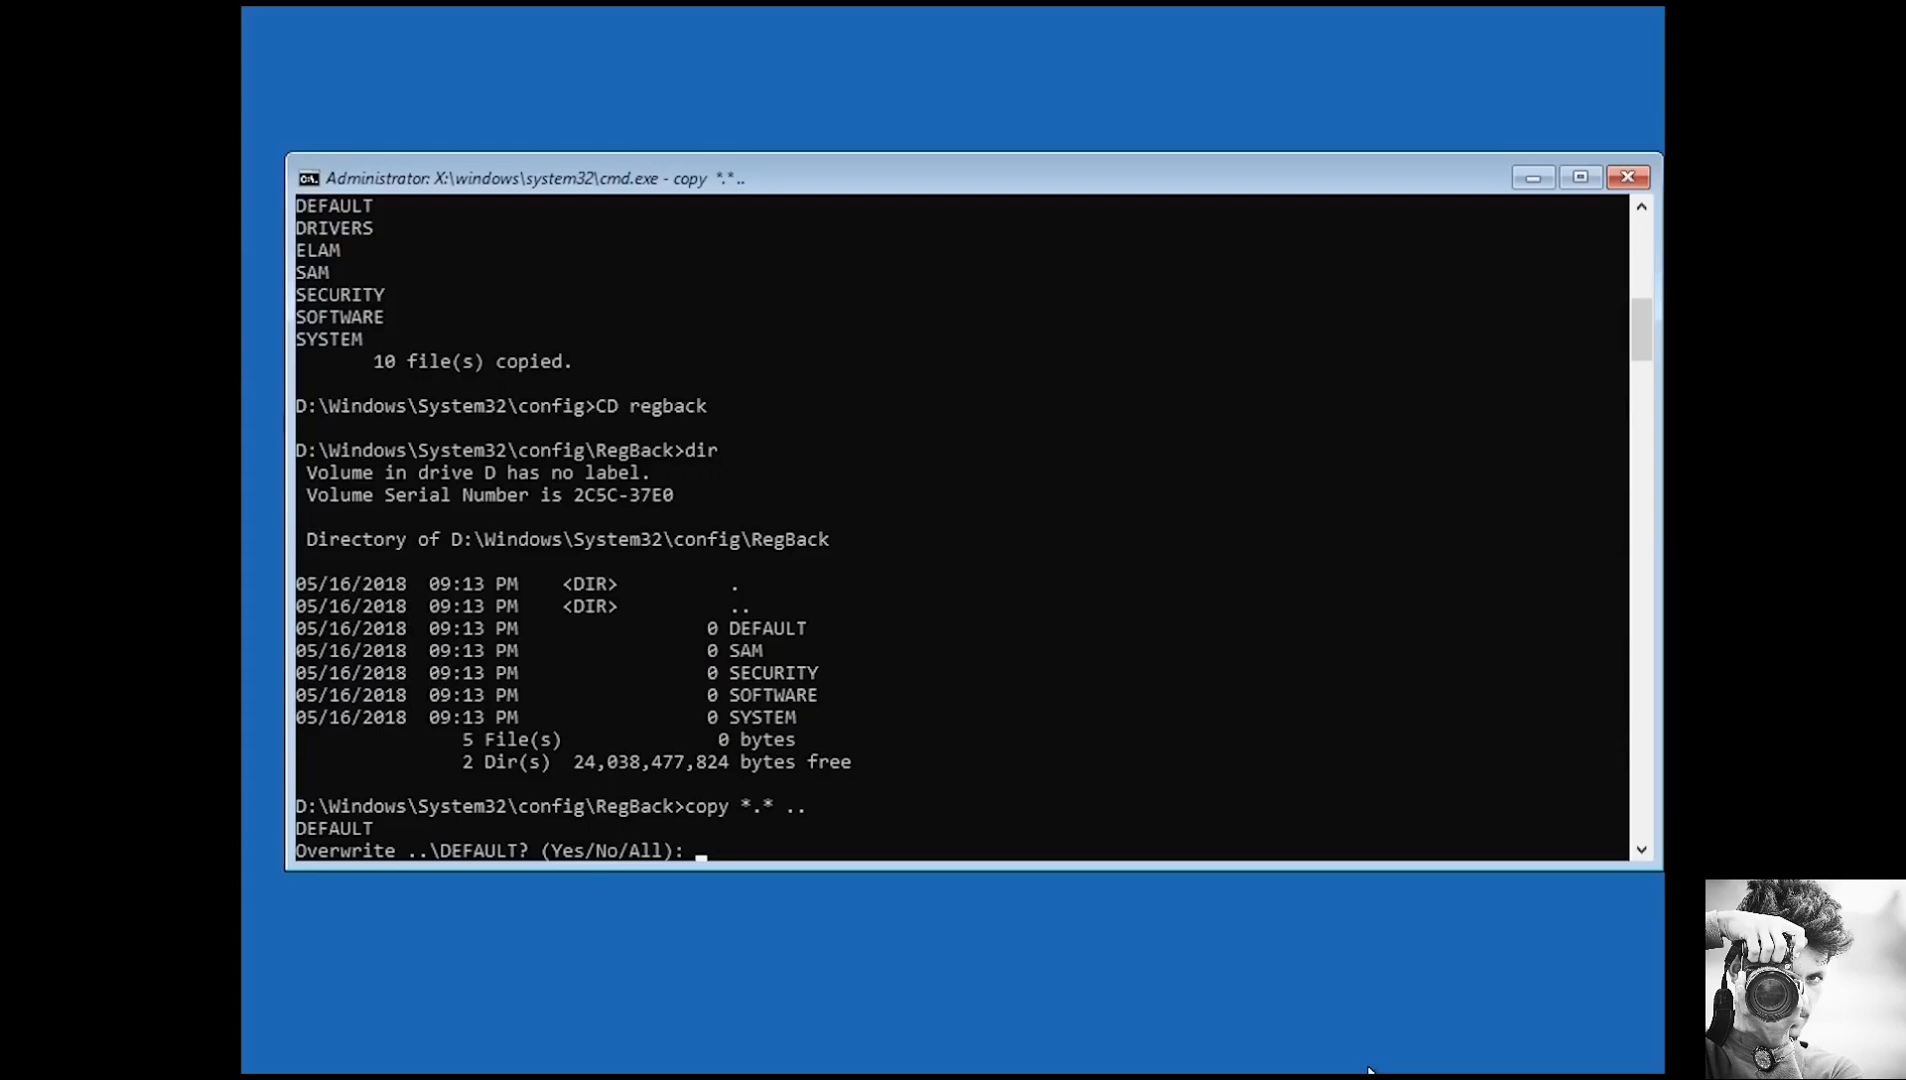 Administrator: X:\windows\system32\cmd.exe - copy *.* ..
DEFAULT
DRIVERS
ELAM
SAM
SECURITY
SOFTWARE
SYSTEM
10 file(s) copied.
D:\Windows\System32\config>CD regback
D:\Windows\System32\config\RegBack>dir
Volume in drive D has no label.
Volume Serial Number is 2C5C-37E0
Directory of D:\Windows\System32\config\RegBack
05/16/2018 09:13 PM <DIR> .
05/16/2018 09:13 PM <DIR> ..
05/16/2018 09:13 PM 0 DEFAULT
05/16/2018 09:13 PM 0 SAM
05/16/2018 09:13 PM 0 SECURITY
05/16/2018 09:13 PM 0 SOFTWARE
05/16/2018 09:13 PM 0 SYSTEM
5 File(s) 0 bytes
2 Dir(s) 24,038,477,824 bytes free
D:\Windows\System32\config\RegBack>copy *.* ..
DEFAULT
Overwrite ..\DEFAULT? (Yes/No/All):